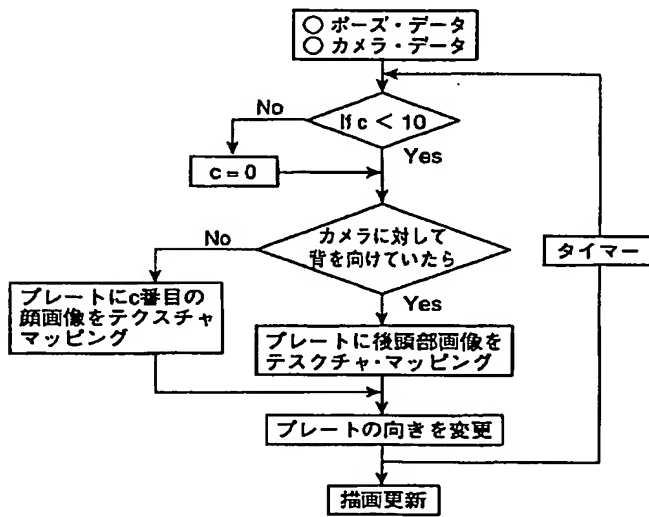 ○ ポーズ・データ
○ カメラ・データ
No
If c < 10
Yes
c = 0
No
カメラに対して
背を向けていたら
タイマー
Yes
プレートにc番目の
顔画像をテクスチャ
マッピング
プレートに後頭部画像を
テスクチャ・マッピング
プレートの向きを変更
描画更新